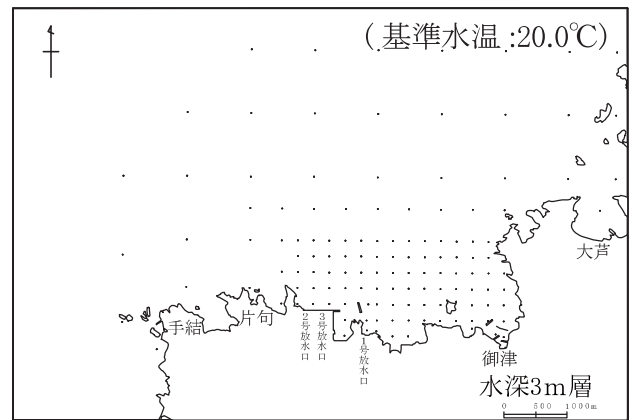 (基準水温:20.0℃)
大芦
手結
片句
2号放水口
3号放水口
1号放水口
御津
水深3m層
0 500 1000m